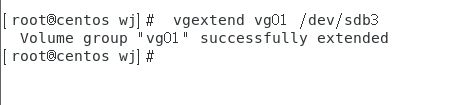 [root@centos wj]#  vgextend vg01 /dev/sdb3
  Volume group "vg01" successfully extended
[root@centos wj]#